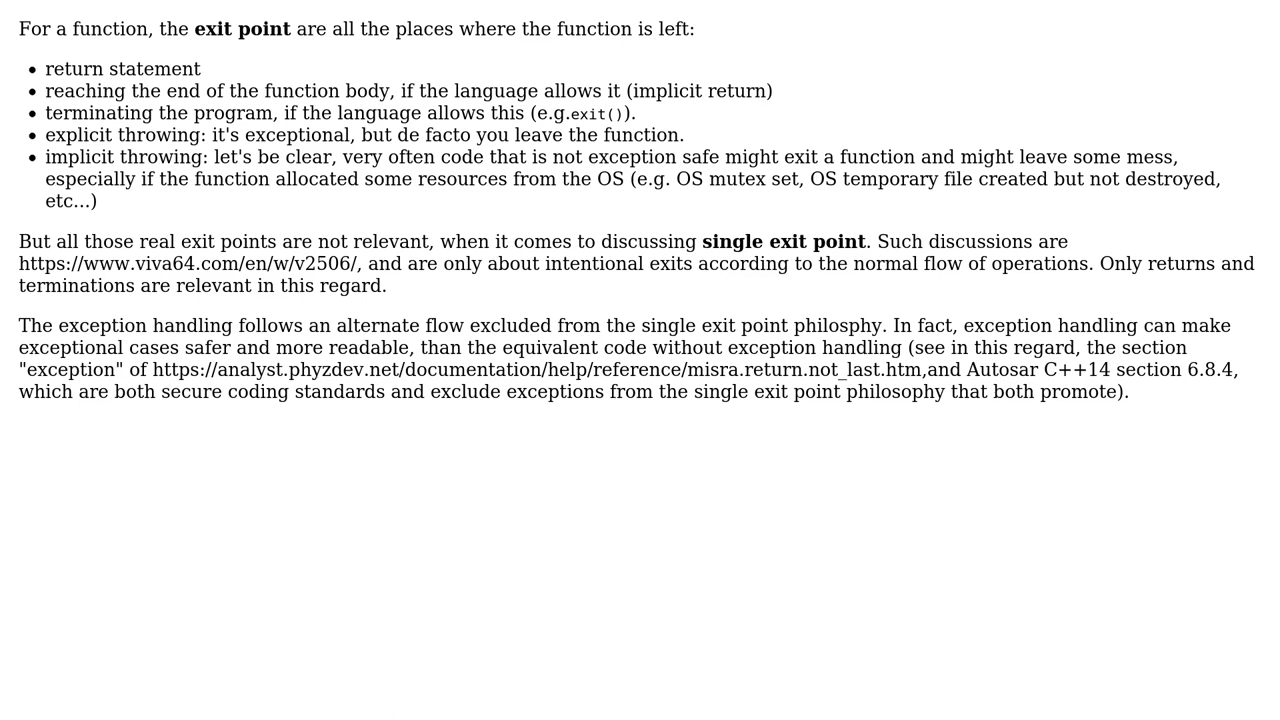 For a function, the exit point are all the places where the function is left:
return statement
reaching the end of the function body, if the language allows it (implicit return)
terminating the program, if the language allows this (e.g.exit()).
explicit throwing: it's exceptional, but de facto you leave the function.
implicit throwing: let's be clear, very often code that is not exception safe might exit a function and might leave some mess,
especially if the function allocated some resources from the OS (e.g. OS mutex set, OS temporary file created but not destroyed,
etc...)
But all those real exit points are not relevant, when it comes to discussing single exit point. Such discussions are
https://www.viva64.com/en/w/v2506/, and are only about intentional exits according to the normal flow of operations. Only returns and
terminations are relevant in this regard.
The exception handling follows an alternate flow excluded from the single exit point philosphy. In fact, exception handling can make
exceptional cases safer and more readable, than the equivalent code without exception handling (see in this regard, the section
"exception" of https://analyst.phyzdev.net/documentation/help/reference/misra.return.not_last.htm,and Autosar C++14 section 6.8.4,
which are both secure coding standards and exclude exceptions from the single exit point philosophy that both promote).